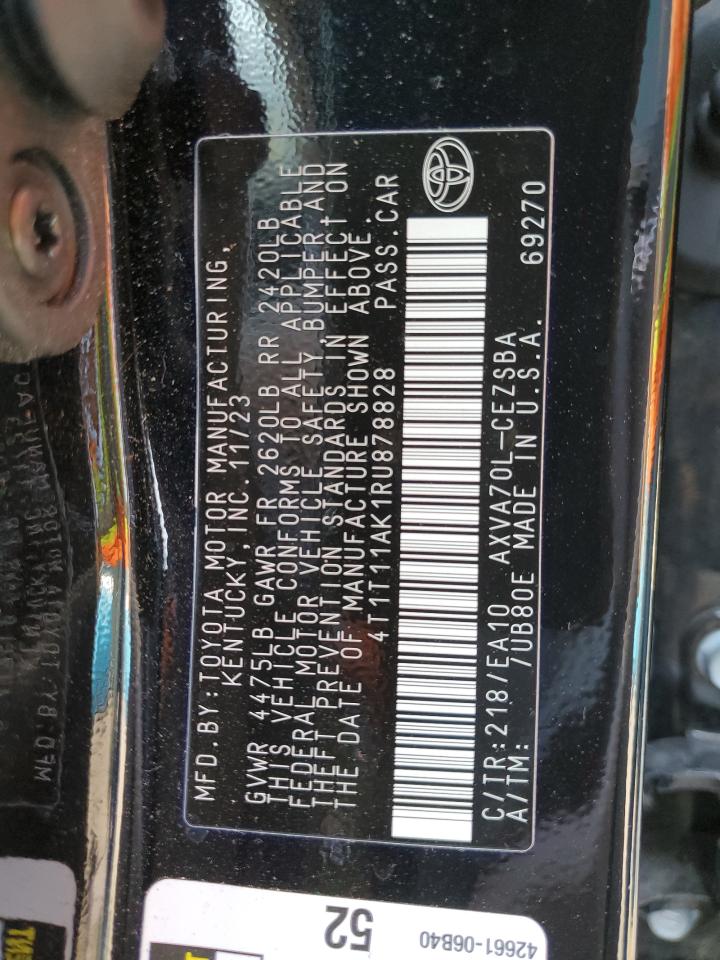 MFD.BY:TOYOTA MOTOR MANUFACTURING,
KENTUCKY, INC. 11/23
GVWR 4475LB GAWR FR 2620LB RR 2420LB
THIS VEHICLE CONFORMS TO ALL APPLICABLE
FEDERAL MOTOR VEHICLE SAFETY,BUMPER,AND
THEFT PREVENTION STANDARDS IN EFFECT ON
THE DATE OF MANUFACTURE SHOWN ABOVE.
4T1T11AK1RU878828 PASS.CAR
C/TR:218/EA10 AXVA70L-CEZSBA
A/TM: 7UB80E MADE IN U.S.A. 69270
52
42661-06B40